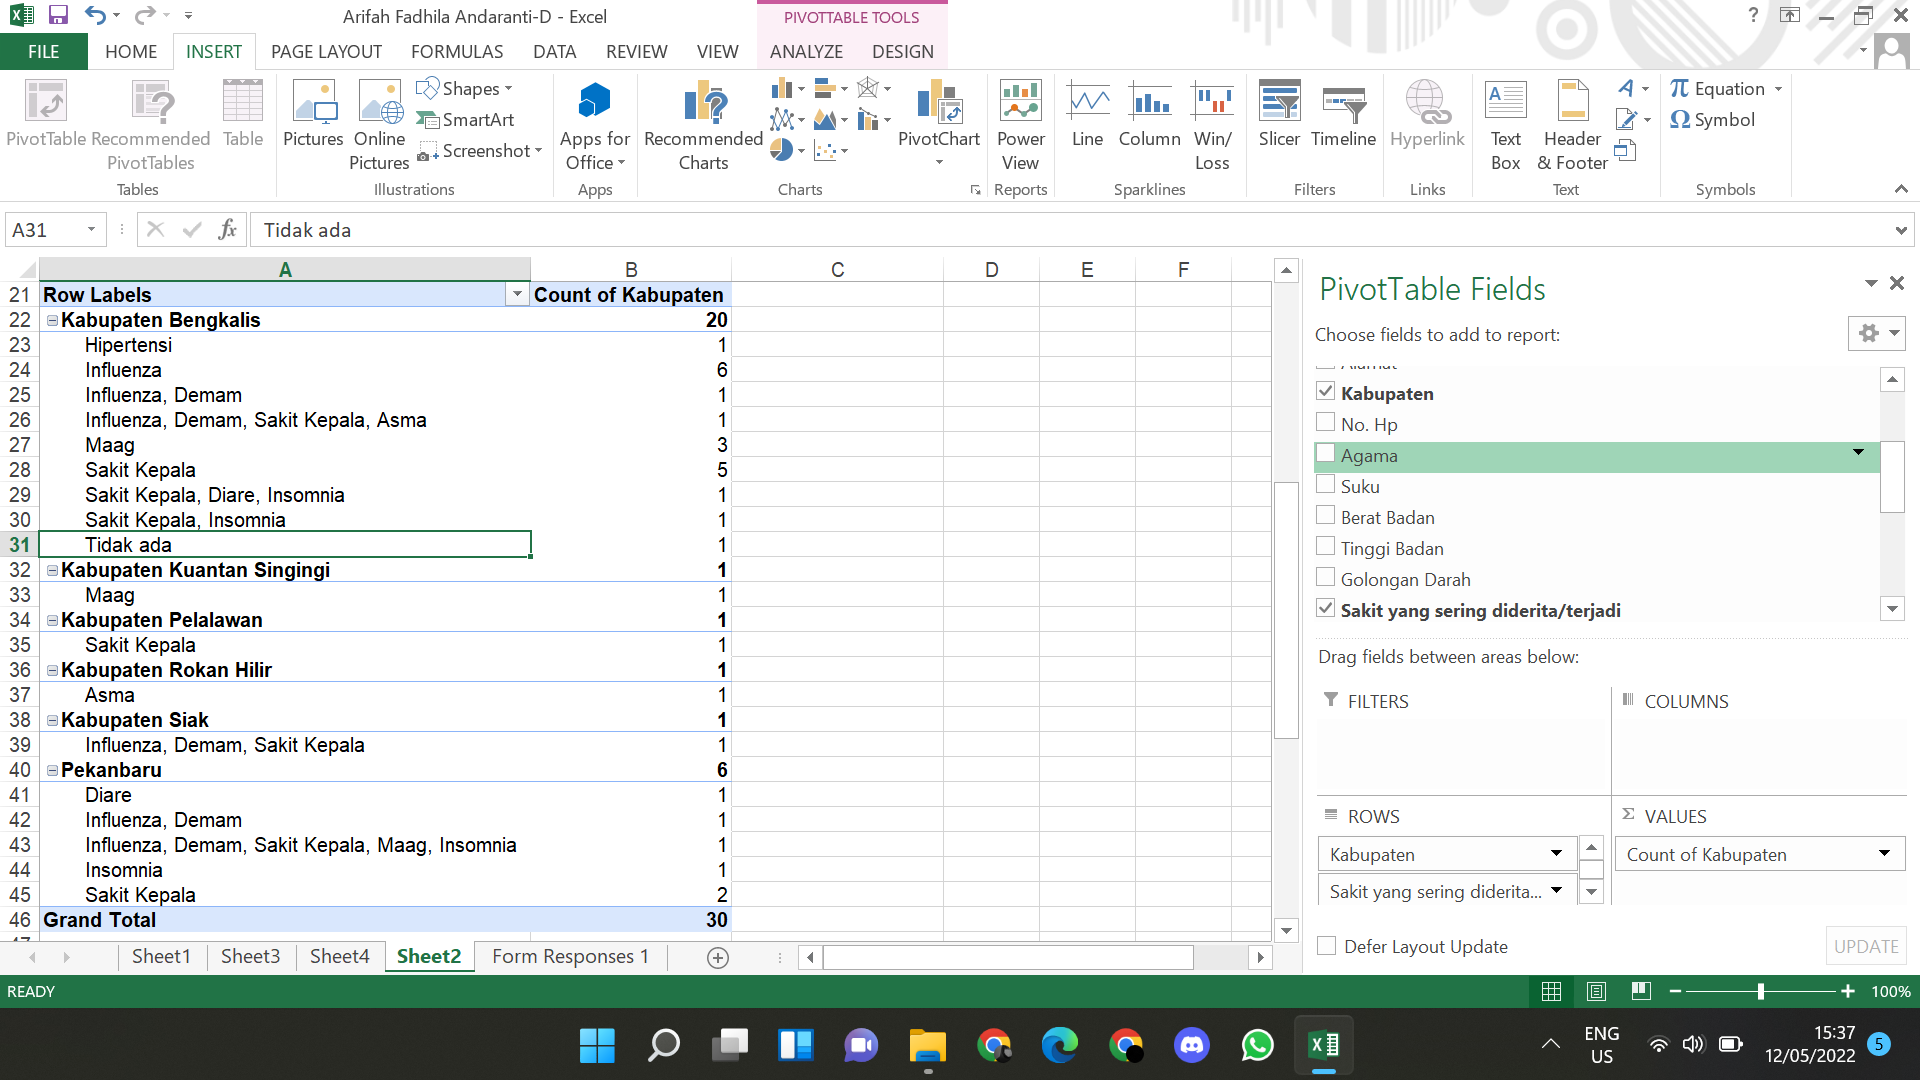 Arifah Fadhila Andaranti-D - Excel
PIVOTTABLE TOOLS
?
FILE HOME INSERT PAGE LAYOUT FORMULAS DATA REVIEW VIEW ANALYZE DESIGN
PivotTable
Recommended PivotTables
Table
Tables
Pictures
Online Pictures
Shapes
SmartArt
Screenshot
Illustrations
Apps for Office
Apps
Recommended Charts
PivotChart
Charts
Power View
Reports
Line
Column
Win/ Loss
Sparklines
Slicer
Timeline
Filters
Hyperlink
Links
Text Box
Header & Footer
Text
π Equation
Ω Symbol
Symbols
A31
fx
Tidak ada
A B C D E F
21 Row Labels Count of Kabupaten
22 Kabupaten Bengkalis 20
23 Hipertensi 1
24 Influenza 6
25 Influenza, Demam 1
26 Influenza, Demam, Sakit Kepala, Asma 1
27 Maag 3
28 Sakit Kepala 5
29 Sakit Kepala, Diare, Insomnia 1
30 Sakit Kepala, Insomnia 1
31 Tidak ada 1
32 Kabupaten Kuantan Singingi 1
33 Maag 1
34 Kabupaten Pelalawan 1
35 Sakit Kepala 1
36 Kabupaten Rokan Hilir 1
37 Asma 1
38 Kabupaten Siak 1
39 Influenza, Demam, Sakit Kepala 1
40 Pekanbaru 6
41 Diare 1
42 Influenza, Demam 1
43 Influenza, Demam, Sakit Kepala, Maag, Insomnia 1
44 Insomnia 1
45 Sakit Kepala 2
46 Grand Total 30
PivotTable Fields
Choose fields to add to report:
Kabupaten
No. Hp
Agama
Suku
Berat Badan
Tinggi Badan
Golongan Darah
Sakit yang sering diderita/terjadi
Drag fields between areas below:
FILTERS
COLUMNS
ROWS
Σ VALUES
Kabupaten
Count of Kabupaten
Sakit yang sering diderita...
Defer Layout Update
UPDATE
Sheet1 Sheet3 Sheet4 Sheet2 Form Responses 1
READY
100%
ENG
US
15:37
12/05/2022
5